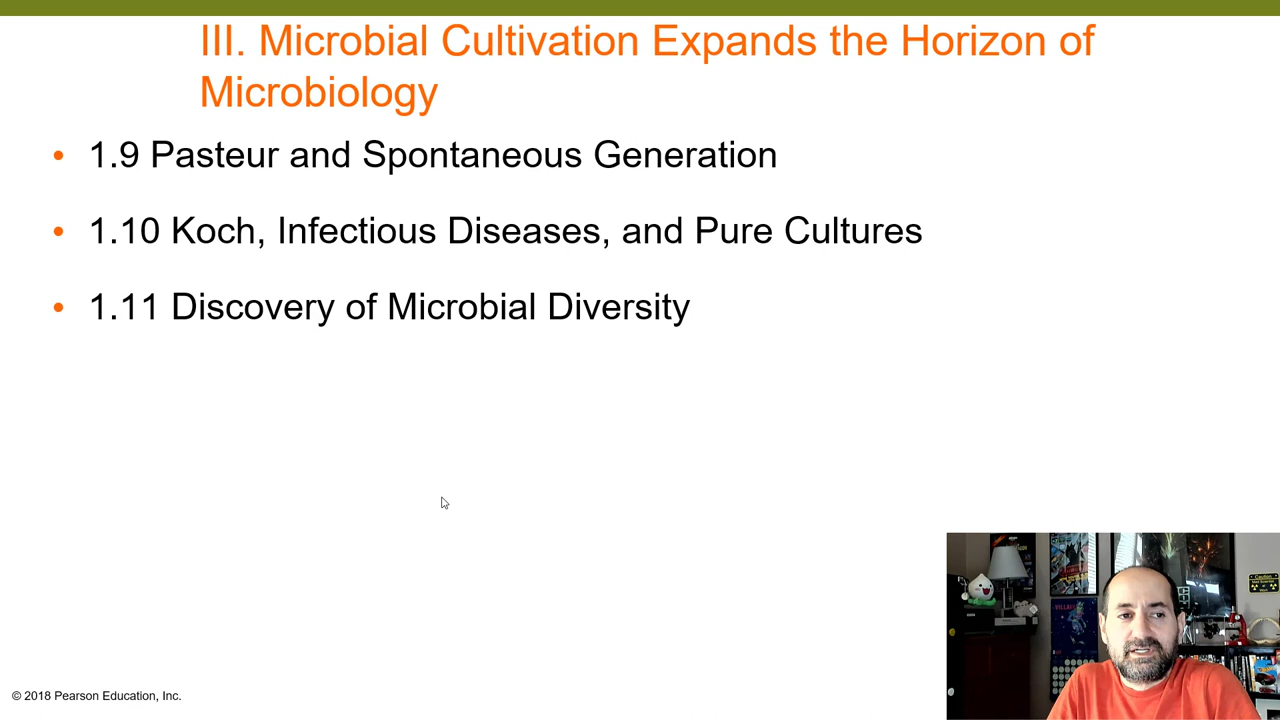 III. Microbial Cultivation Expands the Horizon of
Microbiology
• 1.9 Pasteur and Spontaneous Generation
• 1.10 Koch, Infectious Diseases, and Pure Cultures
• 1.11 Discovery of Microbial Diversity
© 2018 Pearson Education, Inc.
Caution